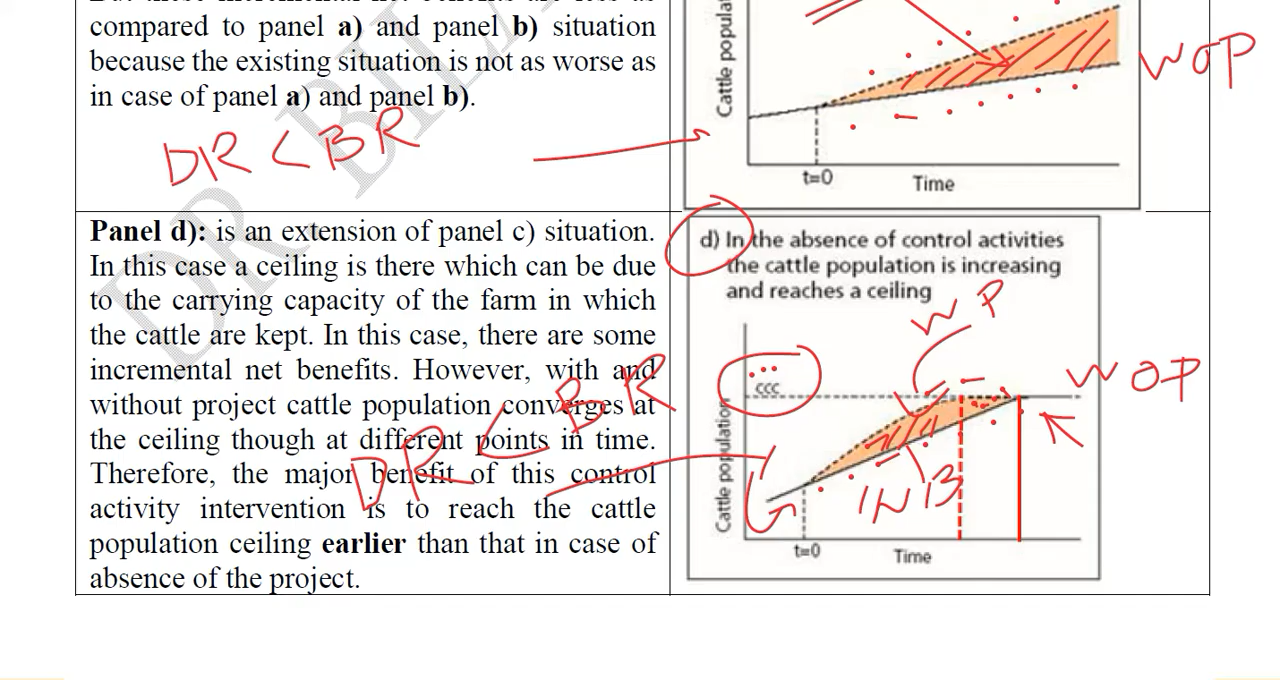 compared to panel a) and panel b) situation
because the existing situation is not as worse as
in case of panel a) and panel b).
DR < BR
Cattle popula
WOP
t=0
Time
Panel d): is an extension of panel c) situation.
In this case a ceiling is there which can be due
to the carrying capacity of the farm in which
the cattle are kept. In this case, there are some
incremental net benefits. However, with and
without project cattle population converges at
the ceiling though at different points in time.
Therefore, the major benefit of this control
activity intervention is to reach the cattle
population ceiling earlier than that in case of
absence of the project.
DR < BR
d) In the absence of control activities
the cattle population is increasing
and reaches a ceiling
WP
ccc
WOP
Cattle population
INB
t=0
Time